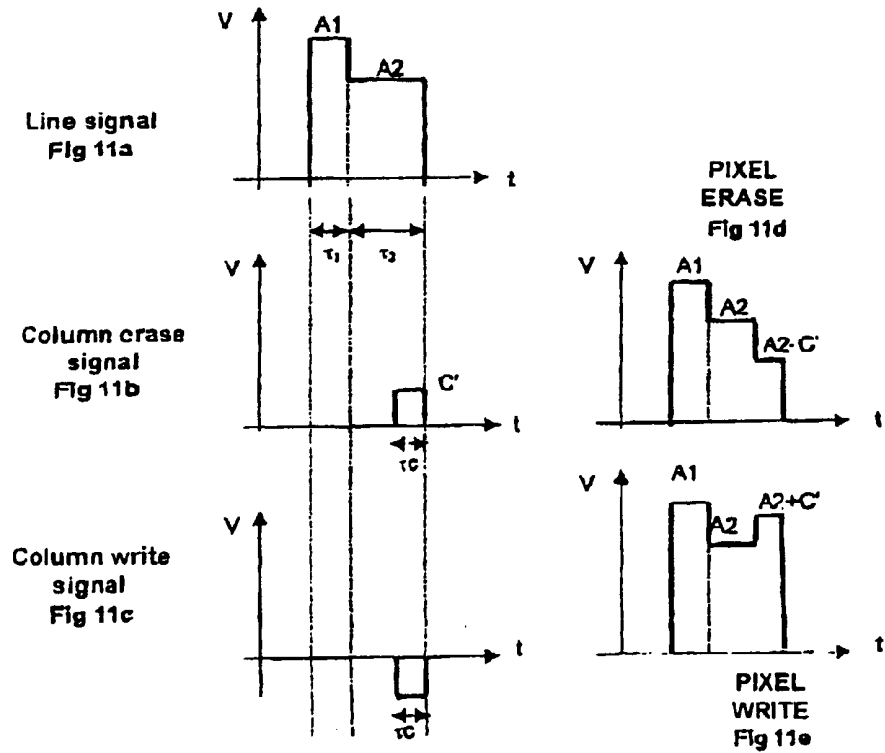 V
A1
A2
Line signal
Fig 11a
t
τ₁
τ₂
PIXEL
ERASE
Fig 11d
V
Column erase
signal
Fig 11b
C'
t
τC
V
A1
A2
A2-C'
t
V
Column write
signal
Fig 11c
t
τC
V
A1
A2
A2+C'
t
PIXEL
WRITE
Fig 11e